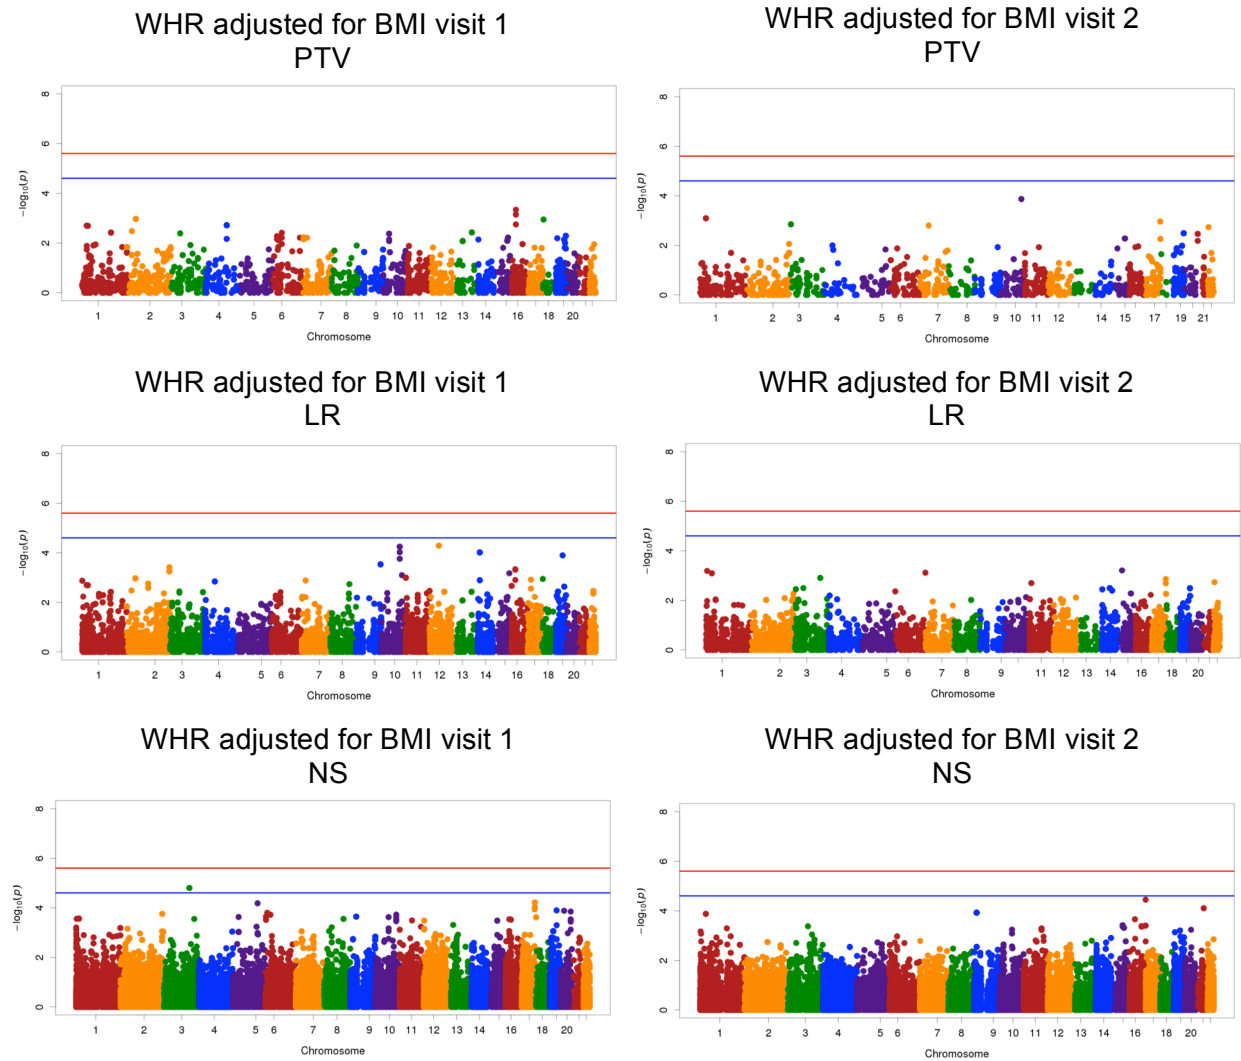 WHR adjusted for BMI visit 1
PTV
8
6
4
2
0
−log10(p)
1 2 3 4 5 6 7 8 9 10 11 12 13 14 16 18 20
Chromosome
WHR adjusted for BMI visit 2
PTV
8
6
4
2
0
−log10(p)
1 2 3 4 5 6 7 8 9 10 11 12 14 15 17 19 21
Chromosome
WHR adjusted for BMI visit 1
LR
8
6
4
2
0
−log10(p)
1 2 3 4 5 6 7 8 9 10 11 12 13 14 16 18 20
Chromosome
WHR adjusted for BMI visit 2
LR
8
6
4
2
0
−log10(p)
1 2 3 4 5 6 7 8 9 11 12 13 14 16 18 20
Chromosome
WHR adjusted for BMI visit 1
NS
8
6
4
2
0
−log10(p)
1 2 3 4 5 6 7 8 9 10 11 12 13 14 16 18 20
Chromosome
WHR adjusted for BMI visit 2
NS
8
6
4
2
0
−log10(p)
1 2 3 4 5 6 7 8 9 10 11 12 13 14 16 18 20
Chromosome